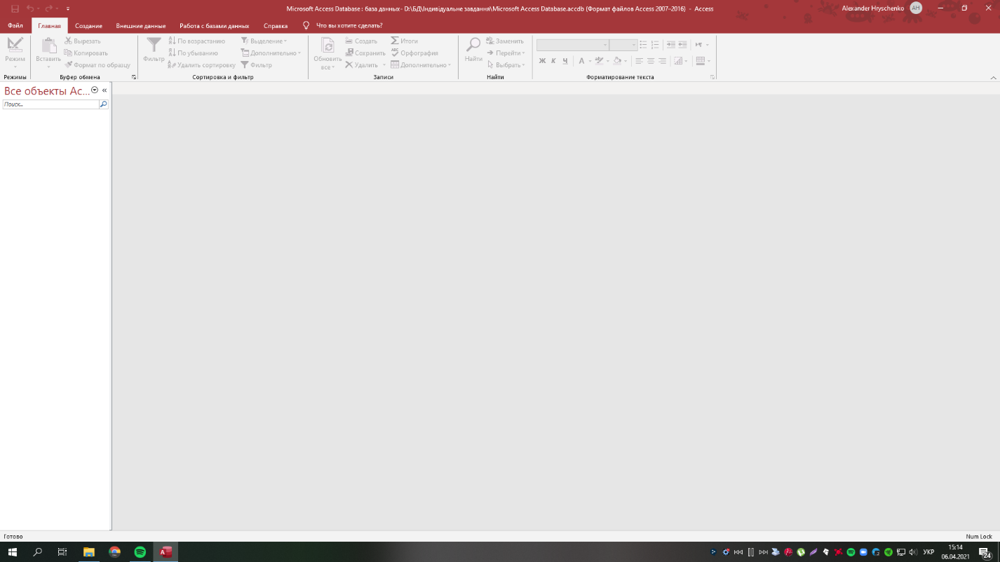 Microsoft Access Database : база данных- D:\БД\Індивідуальне завдання\Microsoft Access Database.accdb (Формат файлов Access 2007–2016) - Access
Alexander Hryschenko AH
Файл Главная Создание Внешние данные Работа с базами данных Справка Что вы хотите сделать?
Режим
Режимы
Вставить
Вырезать
Копировать
Формат по образцу
Буфер обмена
Фильтр
По возрастанию
По убыванию
Удалить сортировку
Выделение
Дополнительно
Фильтр
Сортировка и фильтр
Обновить
все
Создать
Сохранить
Удалить
Итоги
Орфография
Дополнительно
Записи
Найти
Заменить
Перейти
Выбрать
Найти
Ж К Ч А
Форматирование текста
Все объекты Ac...
Поиск...
Готово
Num Lock
УКР
15:14
06.04.2021
24